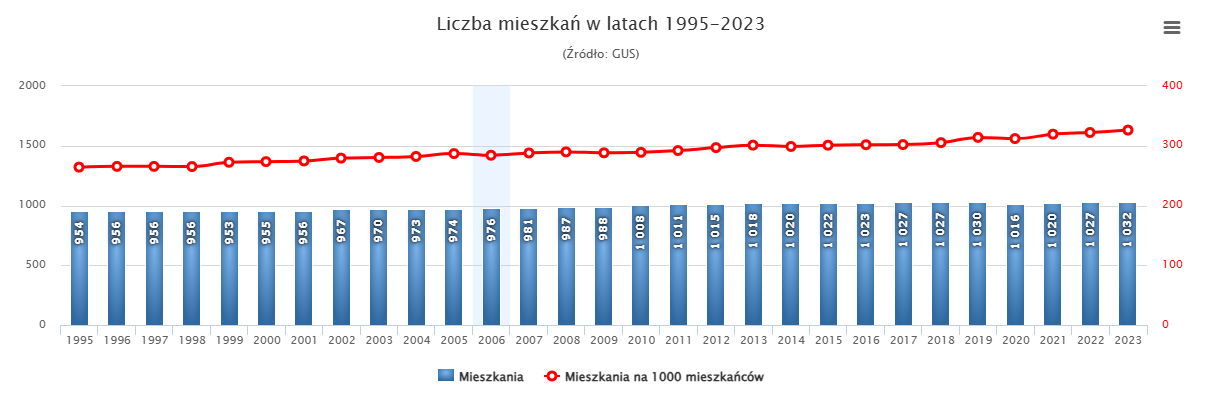 Liczba mieszkań w latach 1995-2023
(Źródło: GUS)
2000 400
1500 300
1000 200
500 100
0 0
954 956 956 956 953 955 956 967 970 973 974 976 981 987 988 1 008 1 011 1 015 1 018 1 020 1 022 1 023 1 027 1 027 1 030 1 016 1 020 1 027 1 032
1995 1996 1997 1998 1999 2000 2001 2002 2003 2004 2005 2006 2007 2008 2009 2010 2011 2012 2013 2014 2015 2016 2017 2018 2019 2020 2021 2022 2023
Mieszkania Mieszkania na 1000 mieszkańców